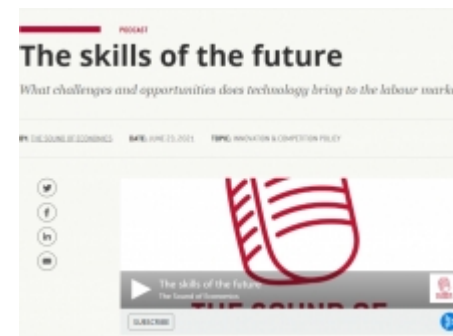 PODCAST
The skills of the future
What challenges and opportunities does technology bring to the labour mark
BY: THE SOUND OF ECONOMICS DATE: JUNE 23, 2021 TOPIC: INNOVATION & COMPETITION POLICY
The skills of the future
The Sound of Economics
THE SOUND OF
SUBSCRIBE